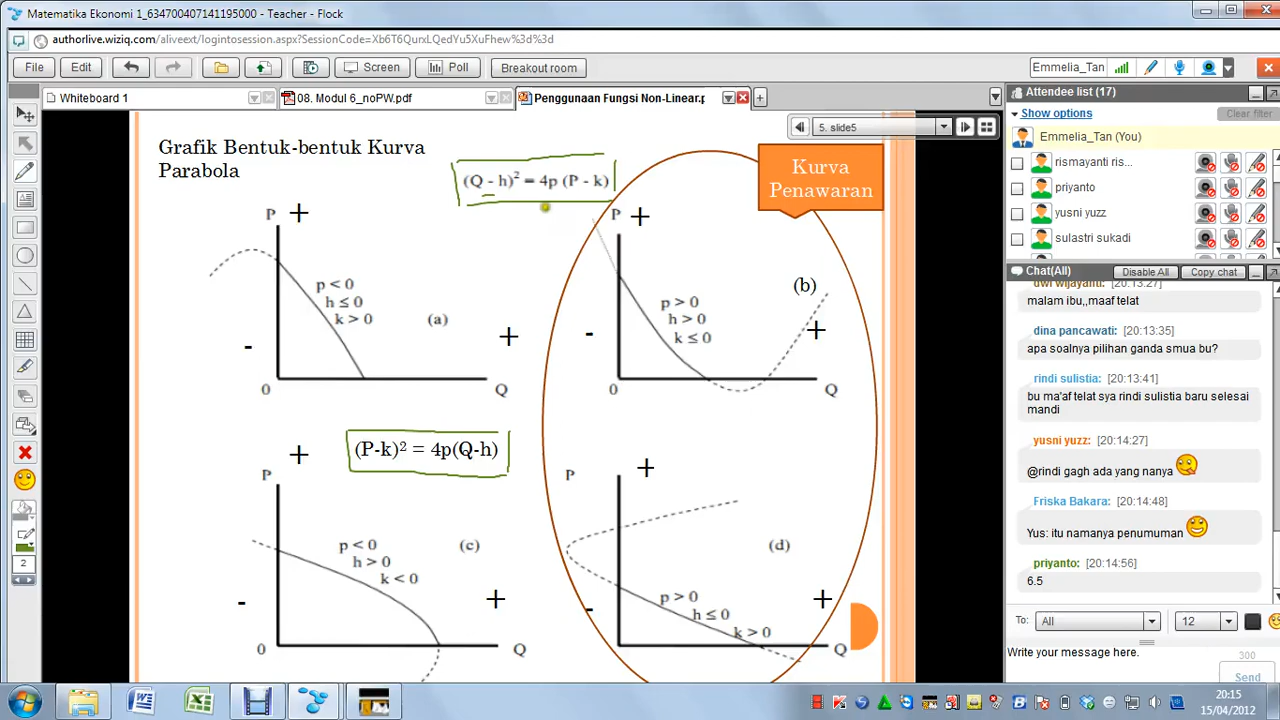 Matematika Ekonomi 1_634700407141195000 - Teacher - Flock
authorlive.wiziq.com/aliveext/logintosession.aspx?SessionCode=Xb6T6QurxLQedYu5XuFhew%3d%3d
File Edit Screen Poll Breakout room Emmelia_Tan
Whiteboard 1 08. Modul 6_noPW.pdf Penggunaan Fungsi Non-Linear.p
5. slide5
Grafik Bentuk-bentuk Kurva
Parabola
(Q - h)² = 4p (P - k)
Kurva
Penawaran
P +
p < 0
h ≤ 0
k > 0
(a)
- +
0 Q
P +
p > 0
h > 0
k ≤ 0
(b)
- +
0 Q
(P-k)² = 4p(Q-h)
+
P
p < 0
h > 0
k < 0
(c)
- +
0 Q
P +
(d)
p > 0
h ≤ 0
k > 0
- +
Q
2
Attendee list (17)
Show options Clear filter
Emmelia_Tan (You)
rismayanti ris...
priyanto
yusni yuzz
sulastri sukadi
Chat(All) Disable All Copy chat
dwi wijayanti: [20:13:27]
malam ibu,,maaf telat
dina pancawati: [20:13:35]
apa soalnya pilihan ganda smua bu?
rindi sulistia: [20:13:41]
bu ma'af telat sya rindi sulistia baru selesai
mandi
yusni yuzz: [20:14:27]
@rindi gagh ada yang nanya
Friska Bakara: [20:14:48]
Yus: itu namanya penumuman
priyanto: [20:14:56]
6.5
To: All 12
Write your message here.
300
Send
20:15
15/04/2012